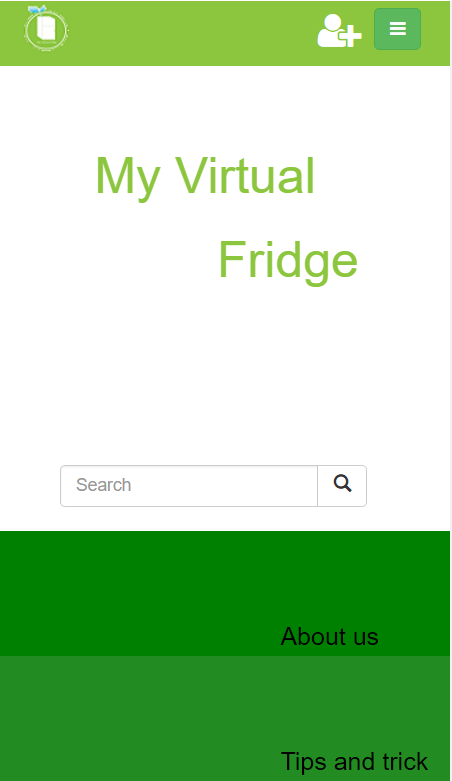 My Virtual
Fridge
Search
About us
Tips and trick